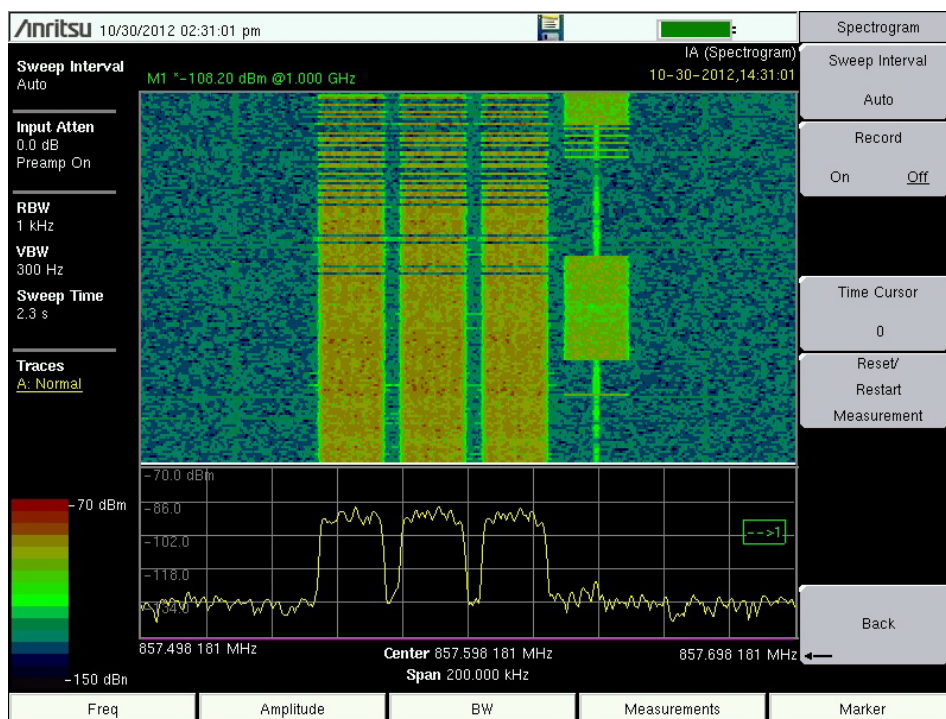 Anritsu 10/30/2012 02:31:01 pm
Spectrogram
IA (Spectrogram)
M1 *-108.20 dBm @1.000 GHz
10-30-2012,14:31:01
Sweep Interval
Auto
Input Atten
0.0 dB
Preamp On
RBW
1 kHz
VBW
300 Hz
Sweep Time
2.3 s
Traces
A: Normal
-70 dBm
-150 dBm
-70.0 dBm
-86.0
-102.0
-118.0
-134.0
-->1
857.498 181 MHz
Center 857.598 181 MHz
857.698 181 MHz
Span 200.000 kHz
Sweep Interval
Auto
Record
On Off
Time Cursor
0
Reset/
Restart
Measurement
Back
Freq
Amplitude
BW
Measurements
Marker